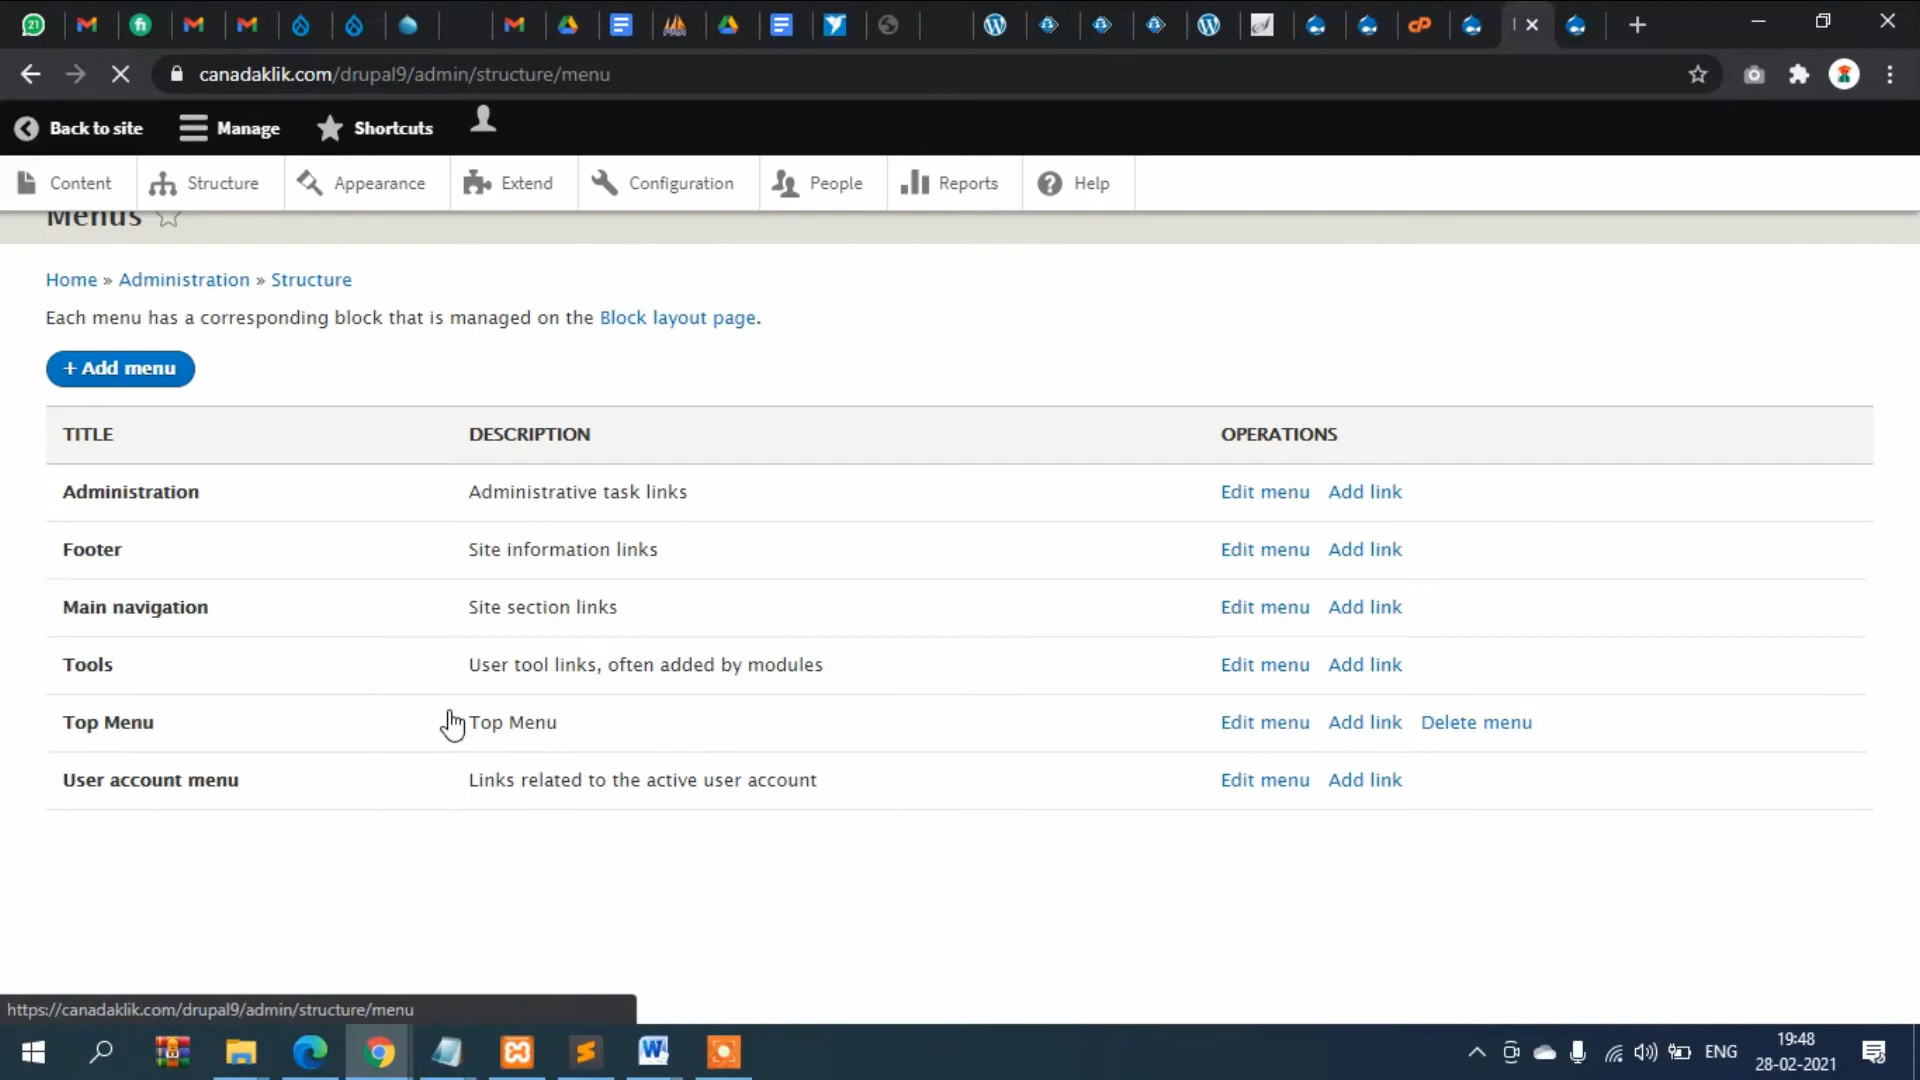 21
canadaklik.com/drupal9/admin/structure/menu
Back to site
Manage
Shortcuts
Content
Structure
Appearance
Extend
Configuration
People
Reports
Help
Menus
Home » Administration » Structure
Each menu has a corresponding block that is managed on the Block layout page.
+ Add menu
TITLE DESCRIPTION OPERATIONS
Administration Administrative task links Edit menu Add link
Footer Site information links Edit menu Add link
Main navigation Site section links Edit menu Add link
Tools User tool links, often added by modules Edit menu Add link
Top Menu Top Menu Edit menu Add link Delete menu
User account menu Links related to the active user account Edit menu Add link
https://canadaklik.com/drupal9/admin/structure/menu
ENG
19:48
28-02-2021